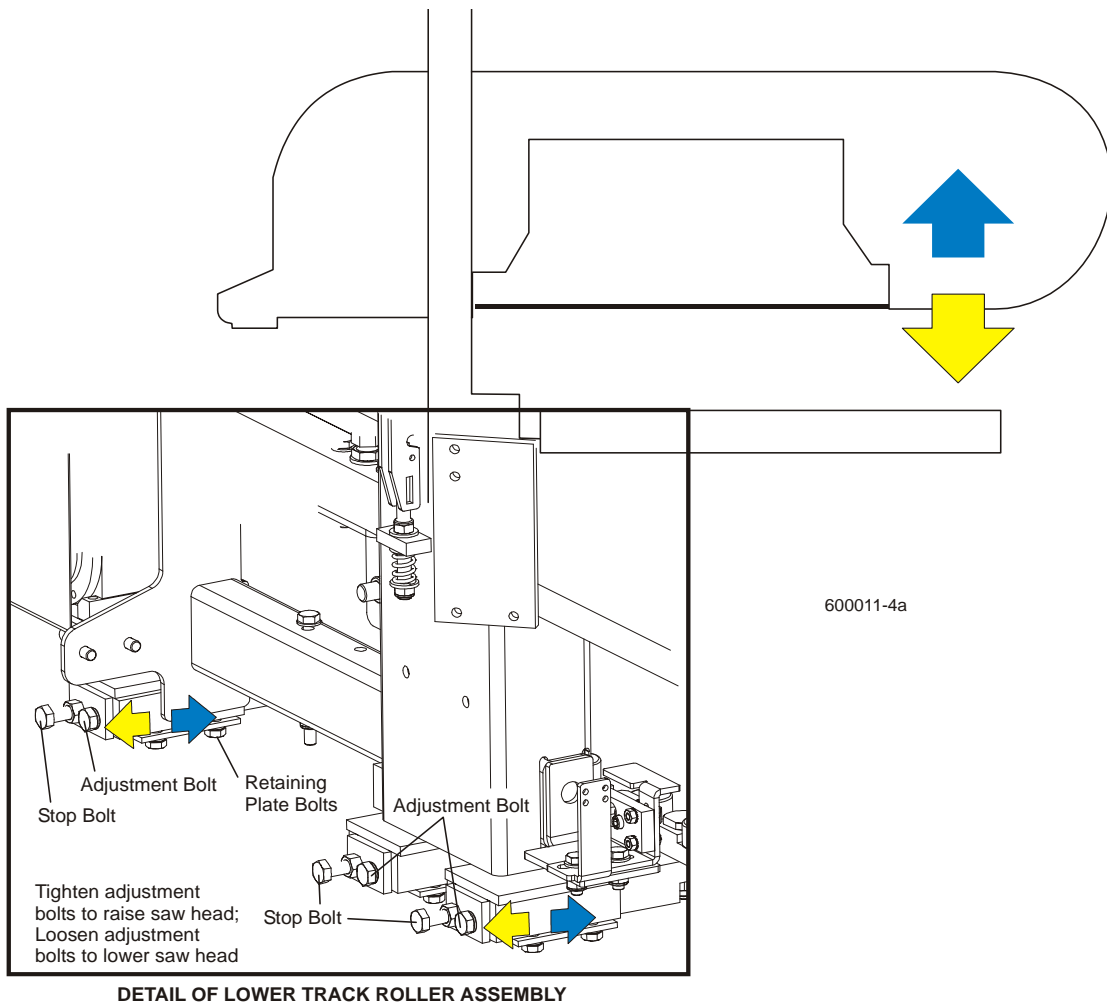 600011-4a
Adjustment Bolt
Stop Bolt
Retaining
Plate Bolts
Adjustment Bolt
Stop Bolt
Tighten adjustment
bolts to raise saw head;
Loosen adjustment
bolts to lower saw head
DETAIL OF LOWER TRACK ROLLER ASSEMBLY